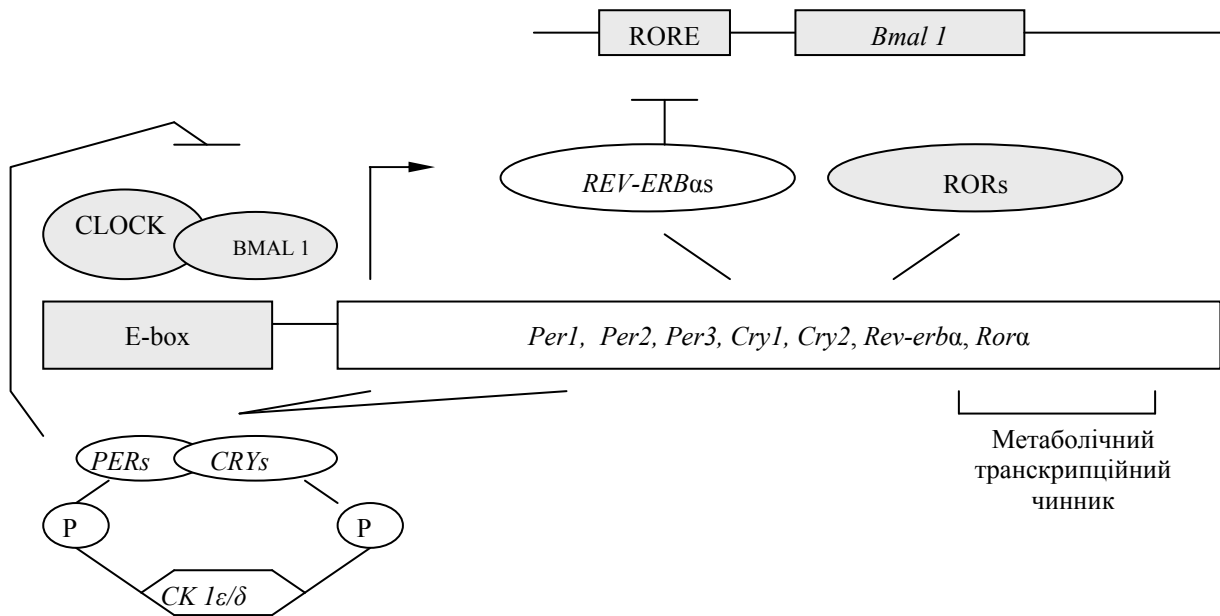 RORE
Bmal 1
REV-ERBαs
RORs
CLOCK
BMAL 1
E-box
Per1, Per2, Per3, Cry1, Cry2, Rev-erbα, Rorα
PERs
CRYs
Метаболічний
транскрипційний
чинник
P
P
CK 1ε/δ